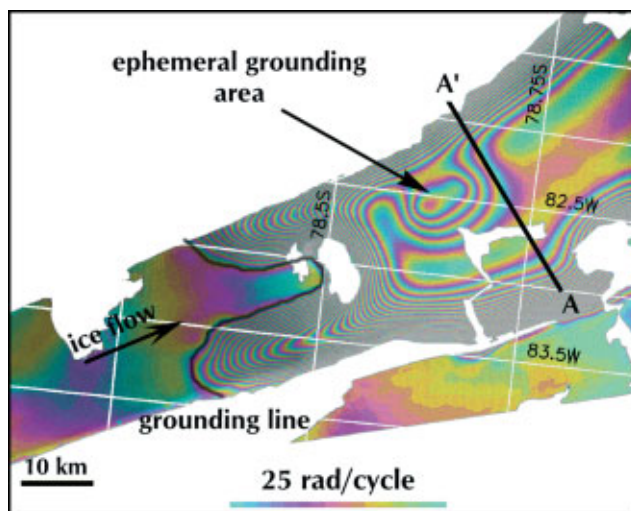 ephemeral grounding
area
A'
78.75S
78.5S
82.5W
A
ice flow
83.5W
grounding line
10 km
25 rad/cycle